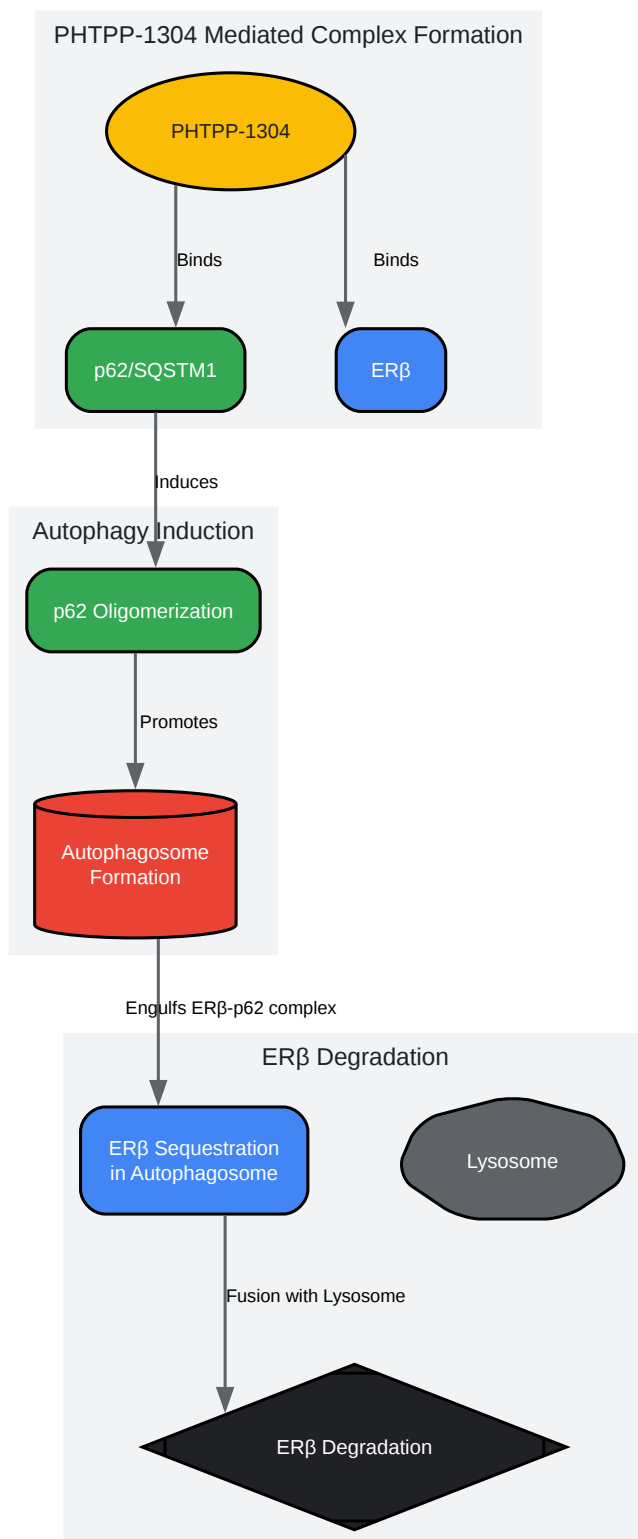 PHTPP-1304 Mediated Complex Formation
PHTPP-1304
Binds
Binds
p62/SQSTM1
ERβ
Induces
Autophagy Induction
p62 Oligomerization
Promotes
Autophagosome
Formation
Engulfs ERβ-p62 complex
ERβ Degradation
ERβ Sequestration
in Autophagosome
Lysosome
Fusion with Lysosome
ERβ Degradation